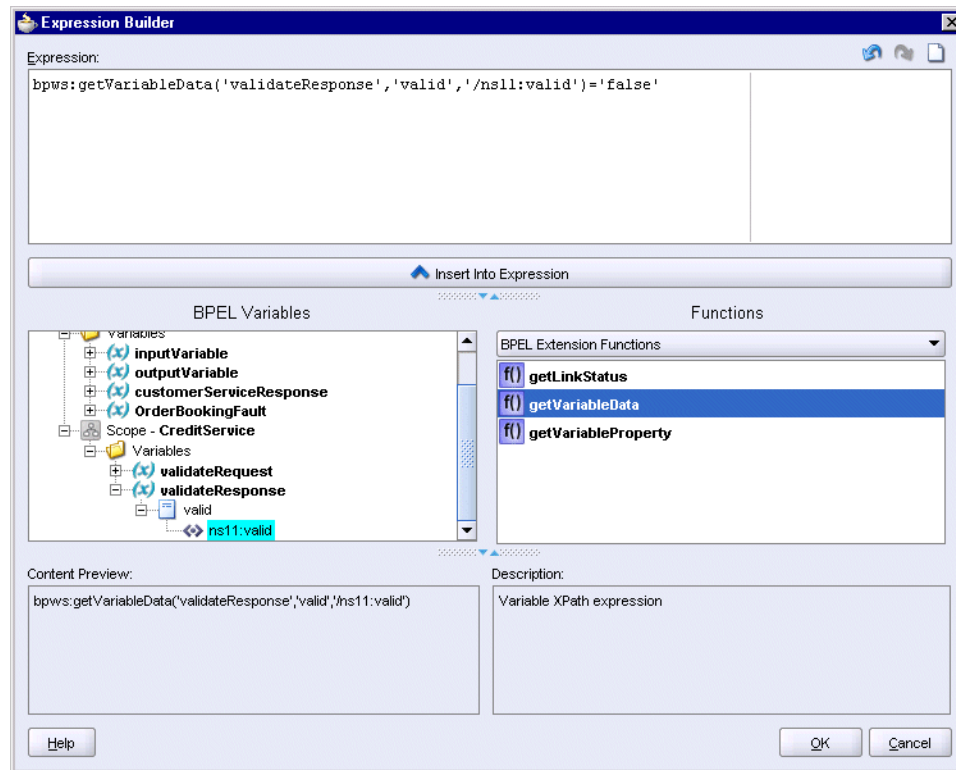 Expression Builder
Expression:
bpws:getVariableData('validateResponse','valid','/ns11:valid')='false'
Insert Into Expression
BPEL Variables
Functions
Variables
(x) inputVariable
(x) outputVariable
(x) customerServiceResponse
(x) OrderBookingFault
Scope - CreditService
Variables
(x) validateRequest
(x) validateResponse
valid
ns11:valid
BPEL Extension Functions
f() getLinkStatus
f() getVariableData
f() getVariableProperty
Content Preview:
bpws:getVariableData('validateResponse','valid','/ns11:valid')
Description:
Variable XPath expression
Help
OK
Cancel